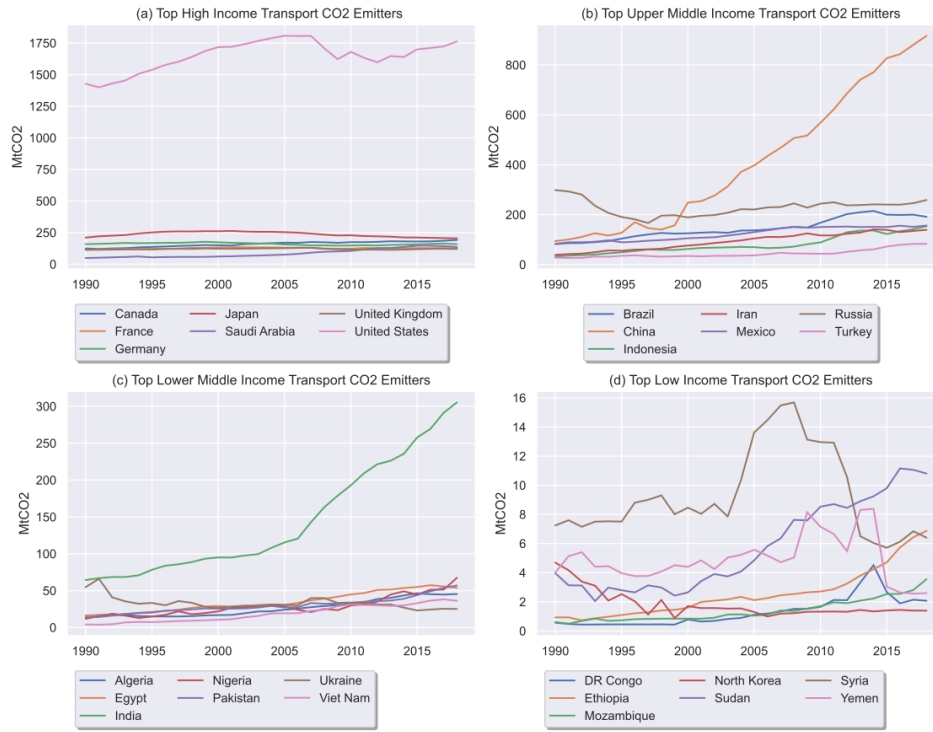 (a) Top High Income Transport CO2 Emitters
MtCO2
1750
1500
1250
1000
750
500
250
0
1990 1995 2000 2005 2010 2015
Canada Japan United Kingdom
France Saudi Arabia United States
Germany
(b) Top Upper Middle Income Transport CO2 Emitters
MtCO2
800
600
400
200
0
1990 1995 2000 2005 2010 2015
Brazil Iran Russia
China Mexico Turkey
Indonesia
(c) Top Lower Middle Income Transport CO2 Emitters
MtCO2
300
250
200
150
100
50
0
1990 1995 2000 2005 2010 2015
Algeria Nigeria Ukraine
Egypt Pakistan Viet Nam
India
(d) Top Low Income Transport CO2 Emitters
MtCO2
16
14
12
10
8
6
4
2
0
1990 1995 2000 2005 2010 2015
DR Congo North Korea Syria
Ethiopia Sudan Yemen
Mozambique